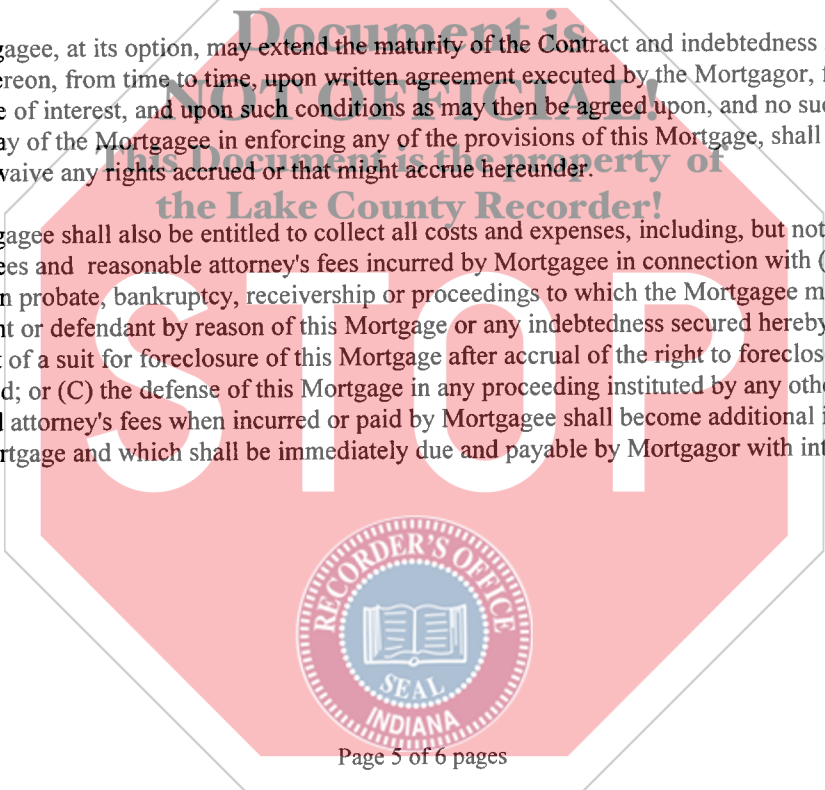 Document is
gagee, at its option, may extend the maturity of the Contract and indebtedness
ereon, from time to time, upon written agreement executed by the Mortgagor, f
NOT OFFICIAL!
e of interest, and upon such conditions as may then be agreed upon, and no suc
ay of the Mortgagee in enforcing any of the provisions of this Mortgage, shall
This Document is the property of
vaive any rights accrued or that might accrue hereunder.
the Lake County Recorder!
gagee shall also be entitled to collect all costs and expenses, including, but not
ees and reasonable attorney's fees incurred by Mortgagee in connection with (
n probate, bankruptcy, receivership or proceedings to which the Mortgagee m
nt or defendant by reason of this Mortgage or any indebtedness secured hereby
t of a suit for foreclosure of this Mortgage after accrual of the right to foreclos
d; or (C) the defense of this Mortgage in any proceeding instituted by any othe
l attorney's fees when incurred or paid by Mortgagee shall become additional i
rtgage and which shall be immediately due and payable by Mortgagor with int
STOP
RECORDER'S OFFICE
SEAL
INDIANA
Page 5 of 6 pages